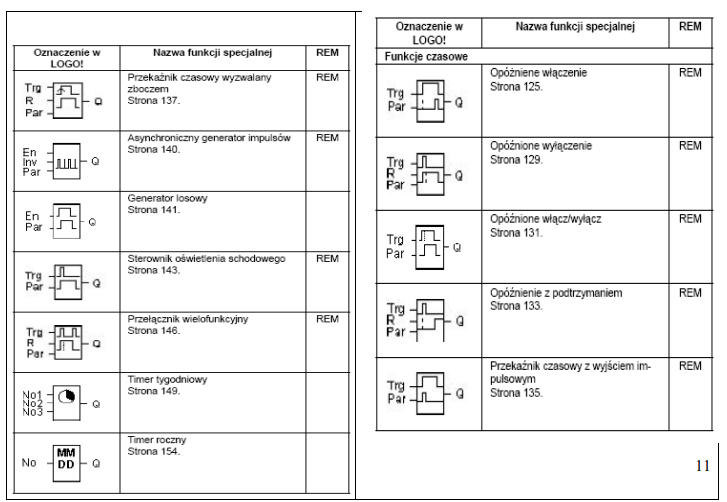 Oznaczenie w
LOGO!
Nazwa funkcji specjalnej
REM
Przekaźnik czasowy wyzwalany
zboczem
Strona 137.
REM
Trg
R
Par
Q
Asynchroniczny generator impulsów
Strona 140.
REM
En
Inv
Par
Q
Generator losowy
Strona 141.
En
Par
Q
Sterownik oświetlenia schodowego
Strona 143.
REM
Trg
Par
Q
Przełącznik wielofunkcyjny
Strona 146.
REM
Trg
R
Par
Q
Timer tygodniowy
Strona 149.
No1
No2
No3
Q
Timer roczny
Strona 154.
No
MM
DD
Q
Oznaczenie w
LOGO!
Nazwa funkcji specjalnej
REM
Funkcje czasowe
Opóźniene włączenie
Strona 125.
REM
Trg
Par
Q
Opóźnione wyłączenie
Strona 129.
REM
Trg
R
Par
Q
Opóźnione włącz/wyłącz
Strona 131.
REM
Trg
Par
Q
Opóźnienie z podtrzymaniem
Strona 133.
REM
Trg
R
Par
Q
Przekaźnik czasowy z wyjściem im-
pulsowym
Strona 135.
REM
Trg
Par
Q
11